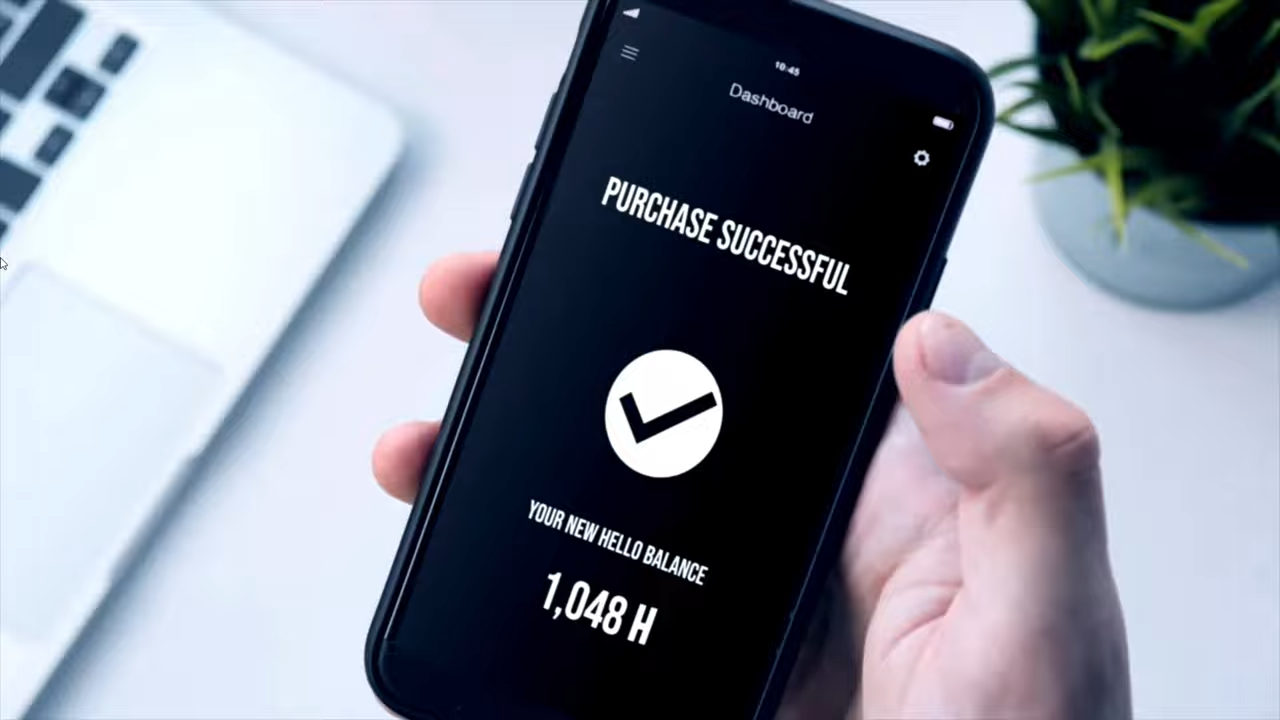 10:45
Dashboard
PURCHASE SUCCESSFUL
YOUR NEW HELLO BALANCE
1,048 H